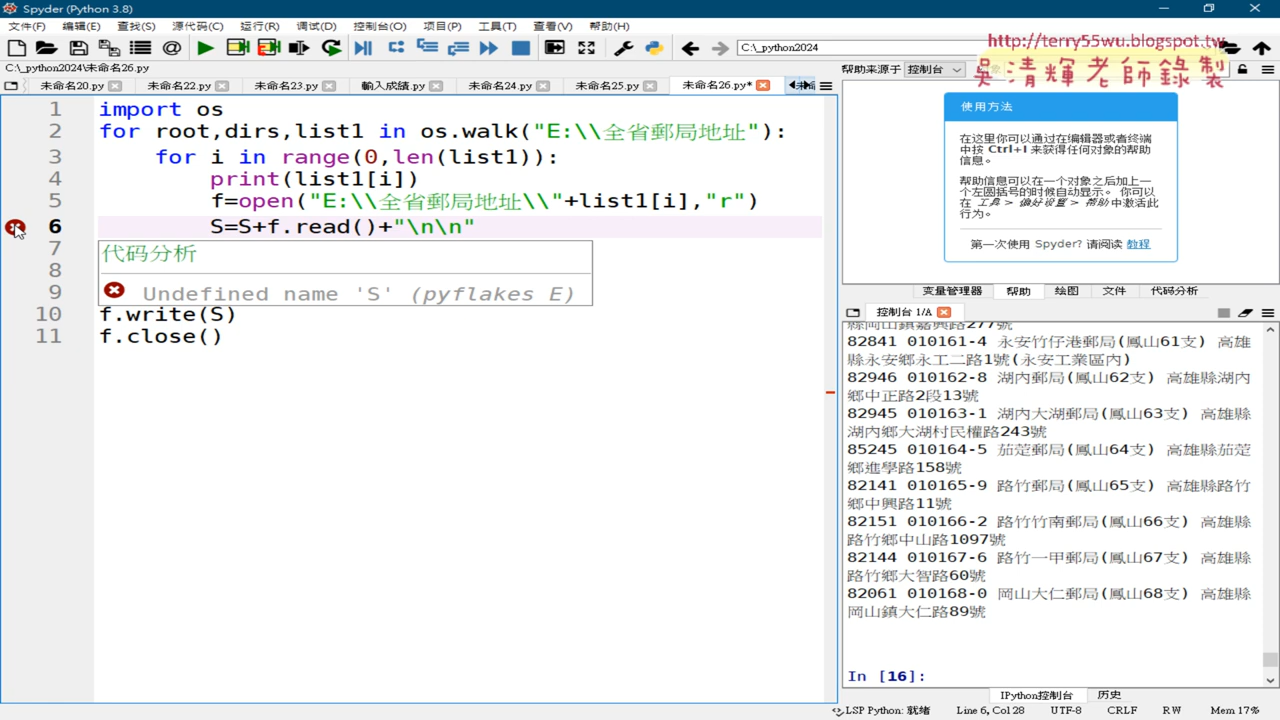 Spyder (Python 3.8)
文件(F) 编辑(E) 查找(S) 源代码(C) 运行(R) 调试(D) 控制台(O) 项目(P) 工具(T) 查看(V) 帮助(H)
C:\_python2024
http://terry55wu.blogspot.tw
吳清輝老師錄製
C:\_python2024\未命名26.py
未命名20.py 未命名22.py 未命名23.py 輸入成績.py 未命名24.py 未命名25.py 未命名26.py*
帮助来源于 控制台
1 import os
2 for root,dirs,list1 in os.walk("E:\\全省郵局地址"):
3 for i in range(0,len(list1)):
4 print(list1[i])
5 f=open("E:\\全省郵局地址\\"+list1[i],"r")
6 S=S+f.read()+"\n\n"
7
8
9
10 f.write(S)
11 f.close()
代码分析
Undefined name 'S' (pyflakes E)
使用方法
在这里你可以通过在编辑器或者终端
中按 Ctrl+I 来获得任何对象的帮助
信息。
帮助信息可以在一个对象之后加上一
个左圆括号的时候自动显示。 你可以
在 工具 > 偏好设置 > 帮助 中激活此
行为。
第一次使用 Spyder? 请阅读 教程
变量管理器 帮助 绘图 文件 代码分析
控制台 1/A
縣岡山鎮嘉興路277號
82841 010161-4 永安竹仔港郵局(鳳山61支) 高雄
縣永安鄉永工二路1號(永安工業區內)
82946 010162-8 湖內郵局(鳳山62支) 高雄縣湖內
鄉中正路2段13號
82945 010163-1 湖內大湖郵局(鳳山63支) 高雄縣
湖內鄉大湖村民權路243號
85245 010164-5 茄萣郵局(鳳山64支) 高雄縣茄萣
鄉進學路158號
82141 010165-9 路竹郵局(鳳山65支) 高雄縣路竹
鄉中興路11號
82151 010166-2 路竹竹南郵局(鳳山66支) 高雄縣
路竹鄉中山路1097號
82144 010167-6 路竹一甲郵局(鳳山67支) 高雄縣
路竹鄉大智路60號
82061 010168-0 岡山大仁郵局(鳳山68支) 高雄縣
岡山鎮大仁路89號
In [16]:
IPython控制台 历史
LSP Python: 就绪 Line 6, Col 28 UTF-8 CRLF RW Mem 17%